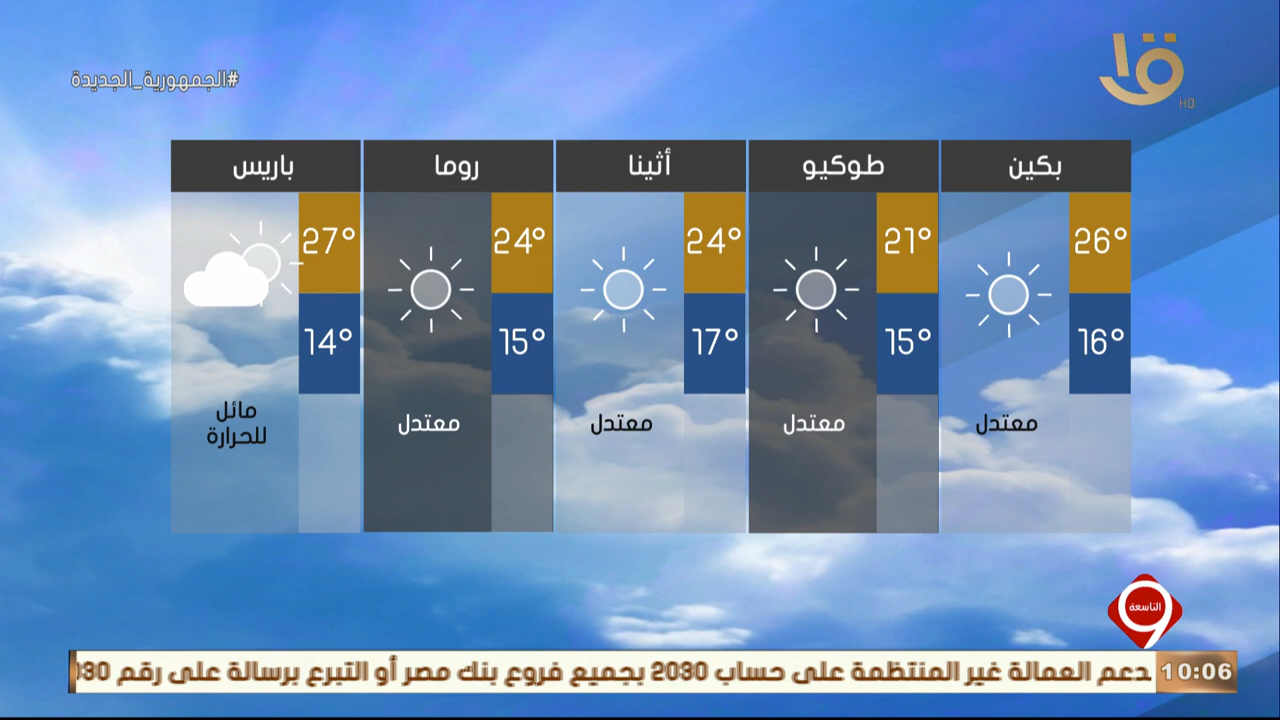 #الجمهورية_الجديدة
HD
بكين
26°
16°
معتدل
طوكيو
21°
15°
معتدل
أثينا
24°
17°
معتدل
روما
24°
15°
معتدل
باريس
27°
14°
مائل
للحرارة
التاسعة
9
10:06
دعم العمالة غير المنتظمة على حساب 2030 بجميع فروع بنك مصر أو التبرع برسالة على رقم